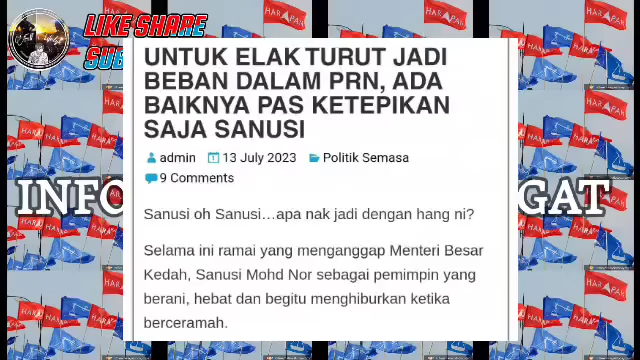 LIKE SHARE
SUB
UNTUK ELAK TURUT JADI
BEBAN DALAM PRN, ADA
BAIKNYA PAS KETEPIKAN
SAJA SANUSI
admin 13 July 2023 Politik Semasa
9 Comments
INFO GAT
Sanusi oh Sanusi...apa nak jadi dengan hang ni?
Selama ini ramai yang menganggap Menteri Besar
Kedah, Sanusi Mohd Nor sebagai pemimpin yang
berani, hebat dan begitu menghiburkan ketika
berceramah.
HARAPAN